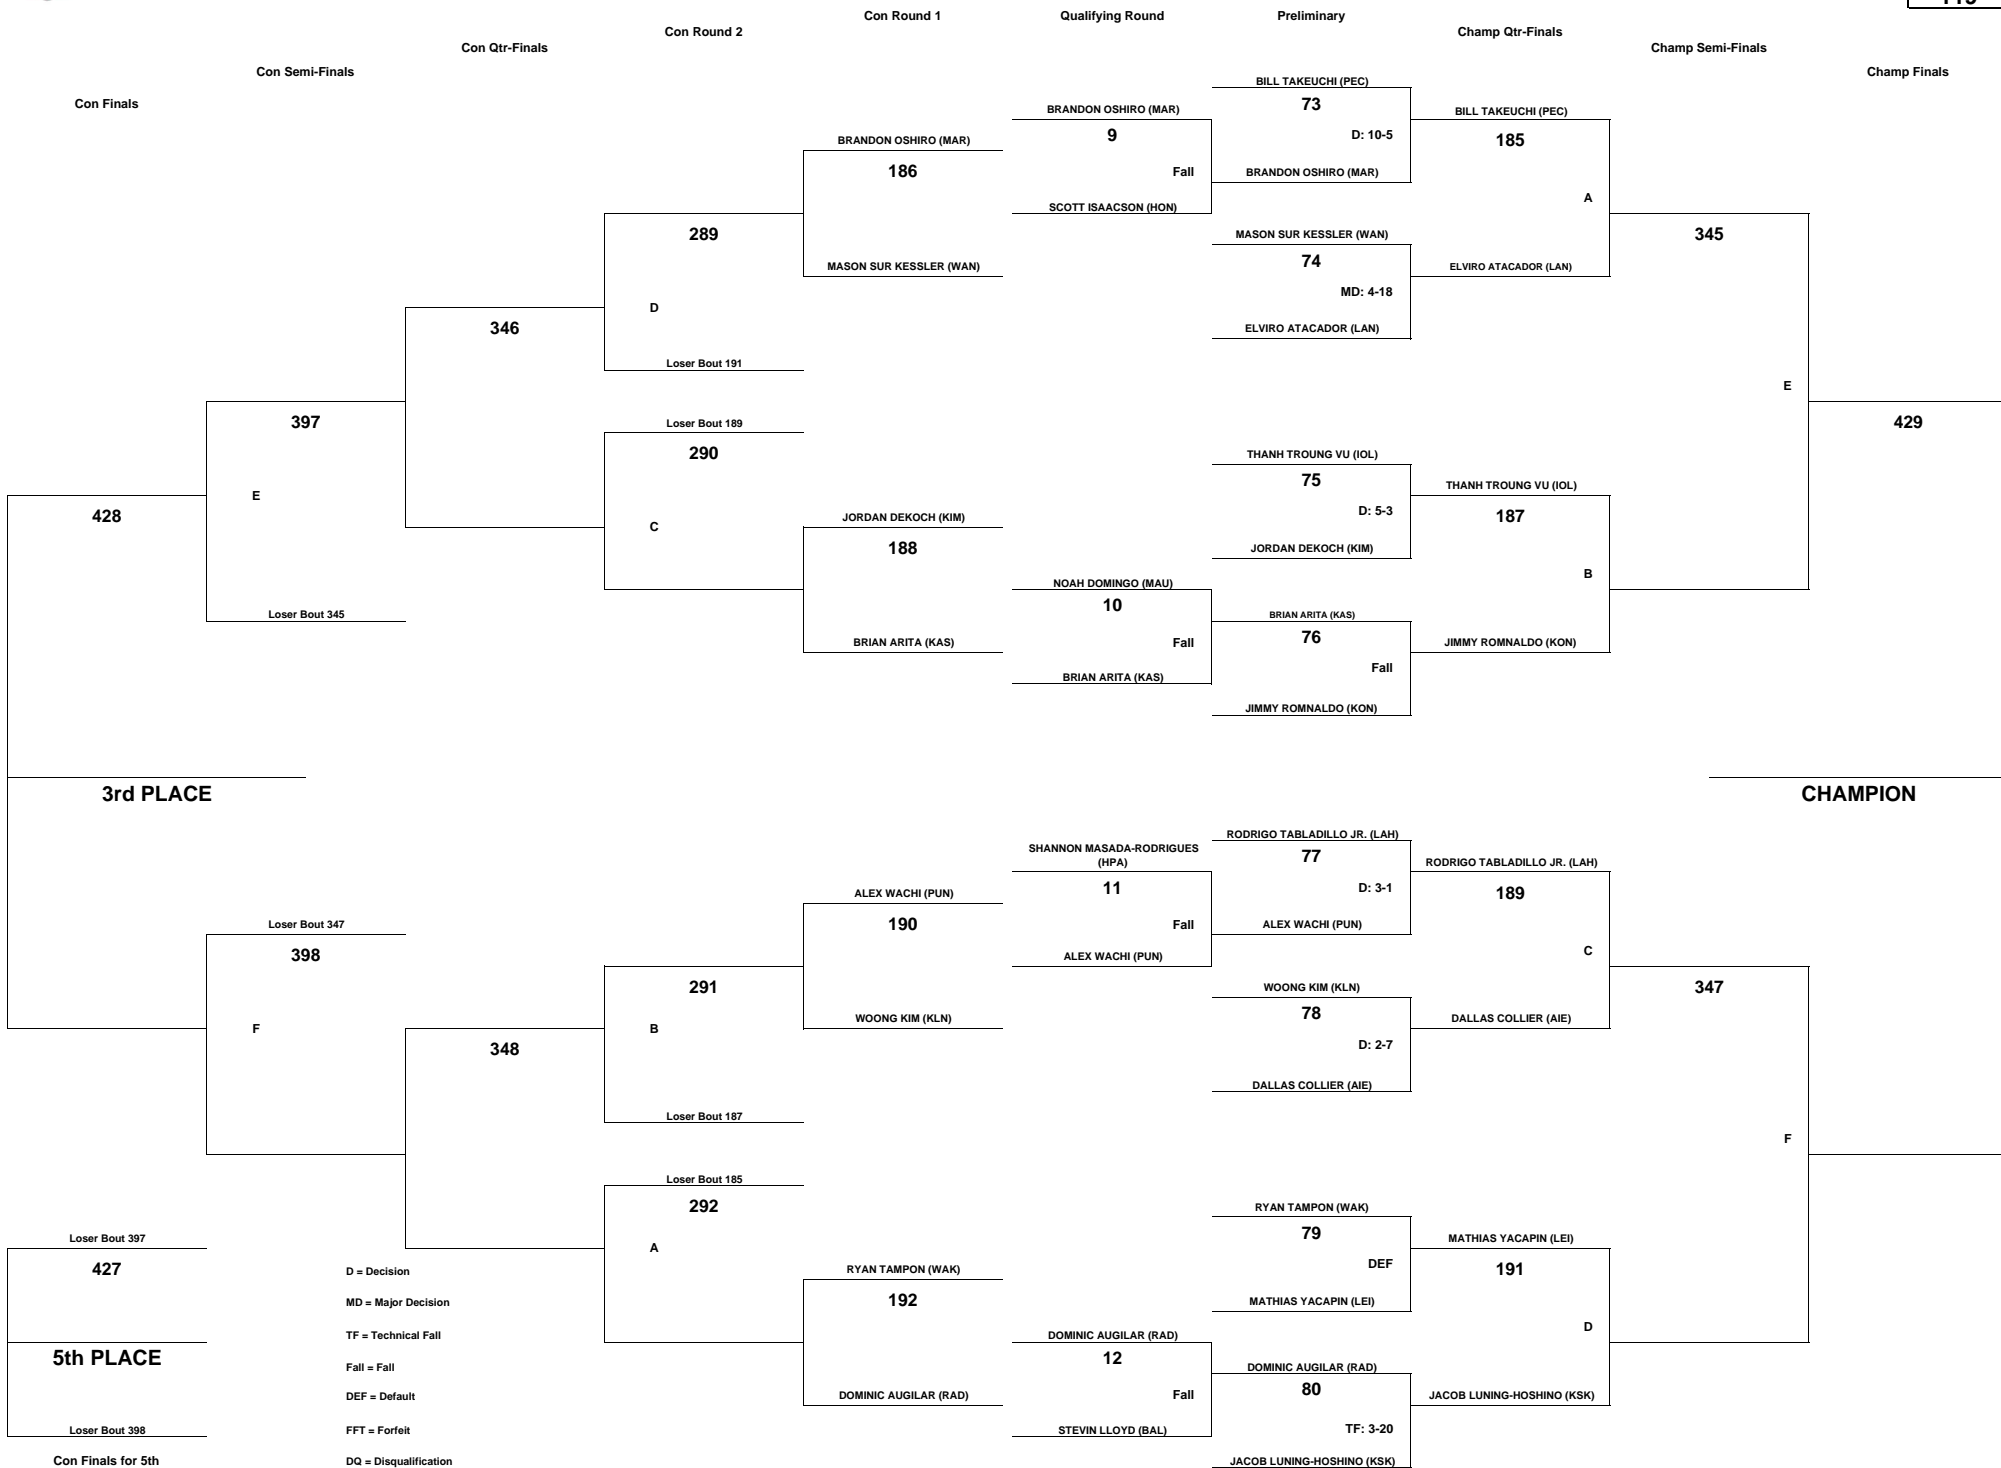 Con Round 1
Qualifying Round
Preliminary
Con Round 2
Champ Qtr-Finals
Con Qtr-Finals
Champ Semi-Finals
Con Semi-Finals
Champ Finals
Con Finals
BILL TAKEUCHI (PEC)
73
BRANDON OSHIRO (MAR)
BILL TAKEUCHI (PEC)
9
D: 10-5
BRANDON OSHIRO (MAR)
185
186
Fall
BRANDON OSHIRO (MAR)
A
SCOTT ISAACSON (HON)
289
MASON SUR KESSLER (WAN)
345
MASON SUR KESSLER (WAN)
74
ELVIRO ATACADOR (LAN)
MD: 4-18
D
346
ELVIRO ATACADOR (LAN)
Loser Bout 191
E
397
Loser Bout 189
429
290
THANH TROUNG VU (IOL)
75
THANH TROUNG VU (IOL)
E
428
JORDAN DEKOCH (KIM)
D: 5-3
187
C
188
JORDAN DEKOCH (KIM)
B
NOAH DOMINGO (MAU)
10
Loser Bout 345
BRIAN ARITA (KAS)
76
BRIAN ARITA (KAS)
Fall
JIMMY ROMNALDO (KON)
Fall
BRIAN ARITA (KAS)
JIMMY ROMNALDO (KON)
3rd PLACE
CHAMPION
RODRIGO TABLADILLO JR. (LAH)
SHANNON MASADA-RODRIGUES
(HPA)
77
RODRIGO TABLADILLO JR. (LAH)
11
D: 3-1
ALEX WACHI (PUN)
189
Loser Bout 347
190
Fall
ALEX WACHI (PUN)
398
ALEX WACHI (PUN)
C
291
WOONG KIM (KLN)
347
F
B
WOONG KIM (KLN)
78
DALLAS COLLIER (AIE)
348
D: 2-7
DALLAS COLLIER (AIE)
Loser Bout 187
F
Loser Bout 185
292
RYAN TAMPON (WAK)
Loser Bout 397
79
MATHIAS YACAPIN (LEI)
A
427
D = Decision
RYAN TAMPON (WAK)
DEF
191
MD = Major Decision
192
MATHIAS YACAPIN (LEI)
TF = Technical Fall
DOMINIC AUGILAR (RAD)
D
5th PLACE
Fall = Fall
12
DOMINIC AUGILAR (RAD)
DEF = Default
DOMINIC AUGILAR (RAD)
Fall
80
JACOB LUNING-HOSHINO (KSK)
Loser Bout 398
FFT = Forfeit
STEVIN LLOYD (BAL)
TF: 3-20
Con Finals for 5th
DQ = Disqualification
JACOB LUNING-HOSHINO (KSK)